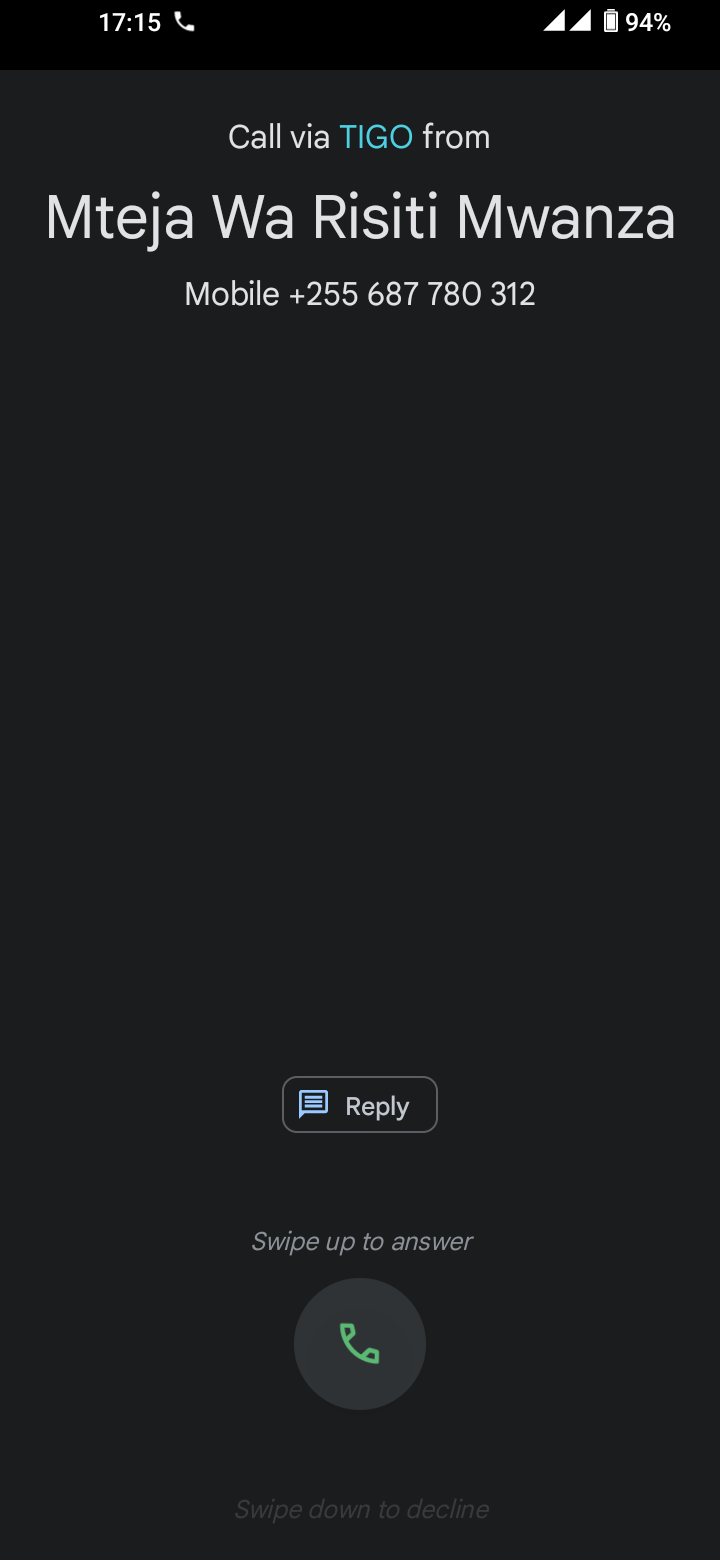 17:15 94%
Call via TIGO from
Mteja Wa Risiti Mwanza
Mobile +255 687 780 312
Reply
Swipe up to answer
Swipe down to decline